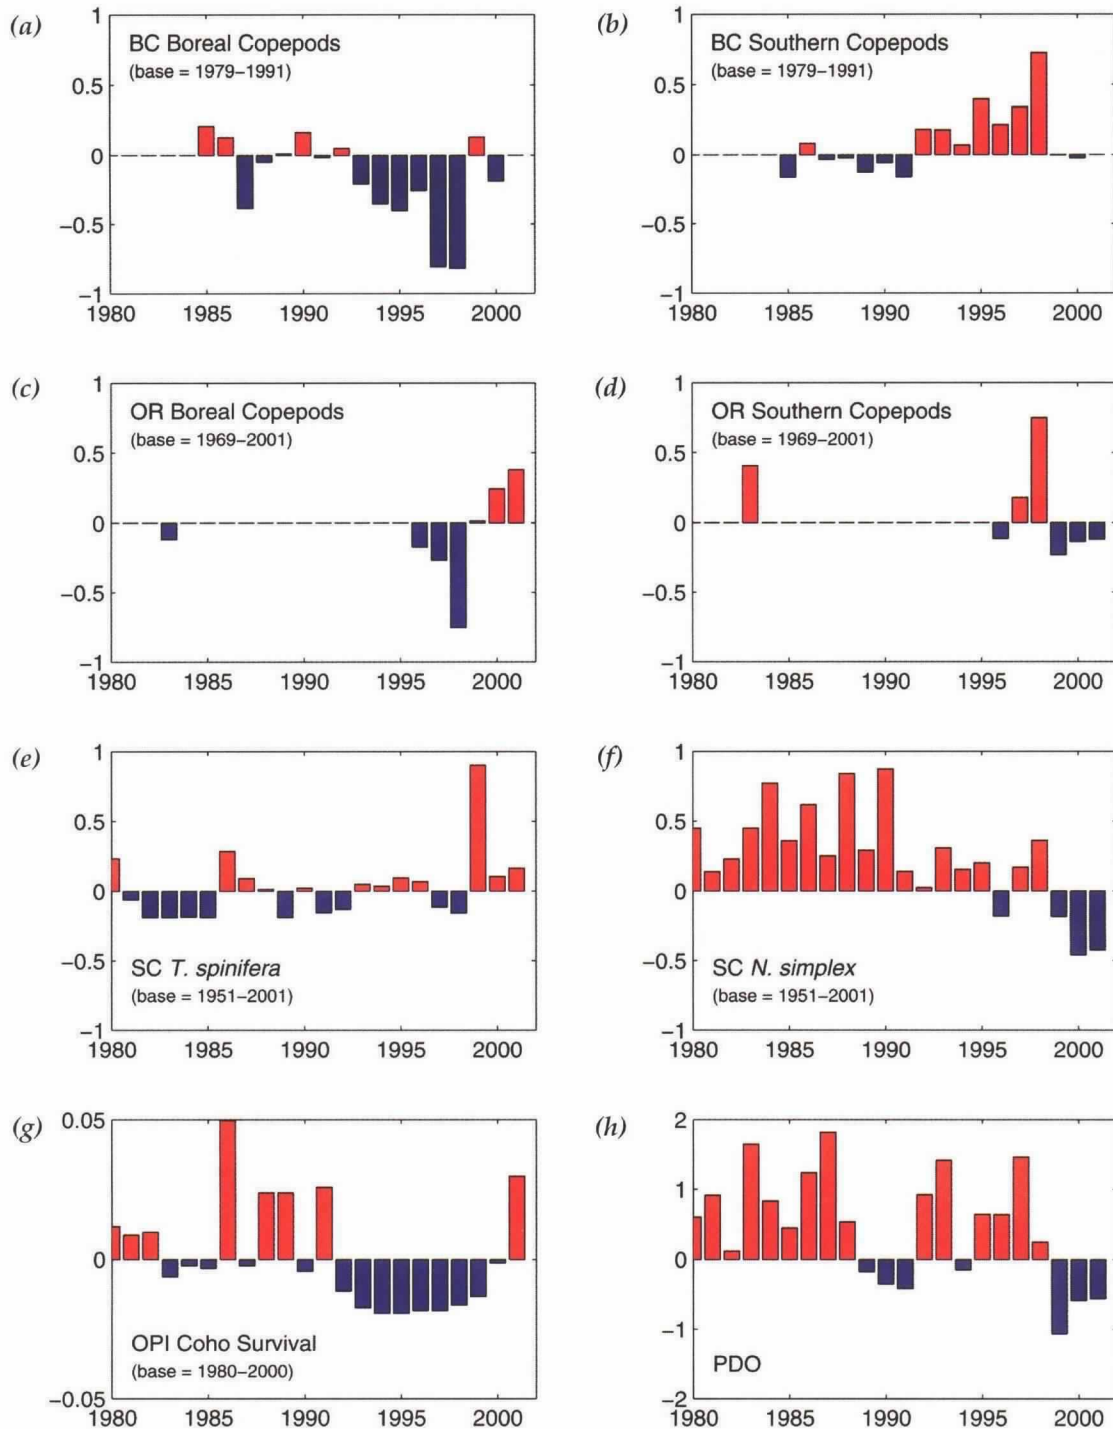 (a)
BC Boreal Copepods
(base = 1979–1991)
1
0.5
0
−0.5
−1
1980 1985 1990 1995 2000
(b)
BC Southern Copepods
(base = 1979–1991)
1
0.5
0
−0.5
−1
1980 1985 1990 1995 2000
(c)
OR Boreal Copepods
(base = 1969–2001)
1
0.5
0
−0.5
−1
1980 1985 1990 1995 2000
(d)
OR Southern Copepods
(base = 1969–2001)
1
0.5
0
−0.5
−1
1980 1985 1990 1995 2000
(e)
1
0.5
0
−0.5
−1
SC T. spinifera
(base = 1951–2001)
1980 1985 1990 1995 2000
(f)
1
0.5
0
−0.5
−1
SC N. simplex
(base = 1951–2001)
1980 1985 1990 1995 2000
(g)
0.05
0
−0.05
OPI Coho Survival
(base = 1980–2000)
1980 1985 1990 1995 2000
(h)
2
1
0
−1
−2
PDO
1980 1985 1990 1995 2000